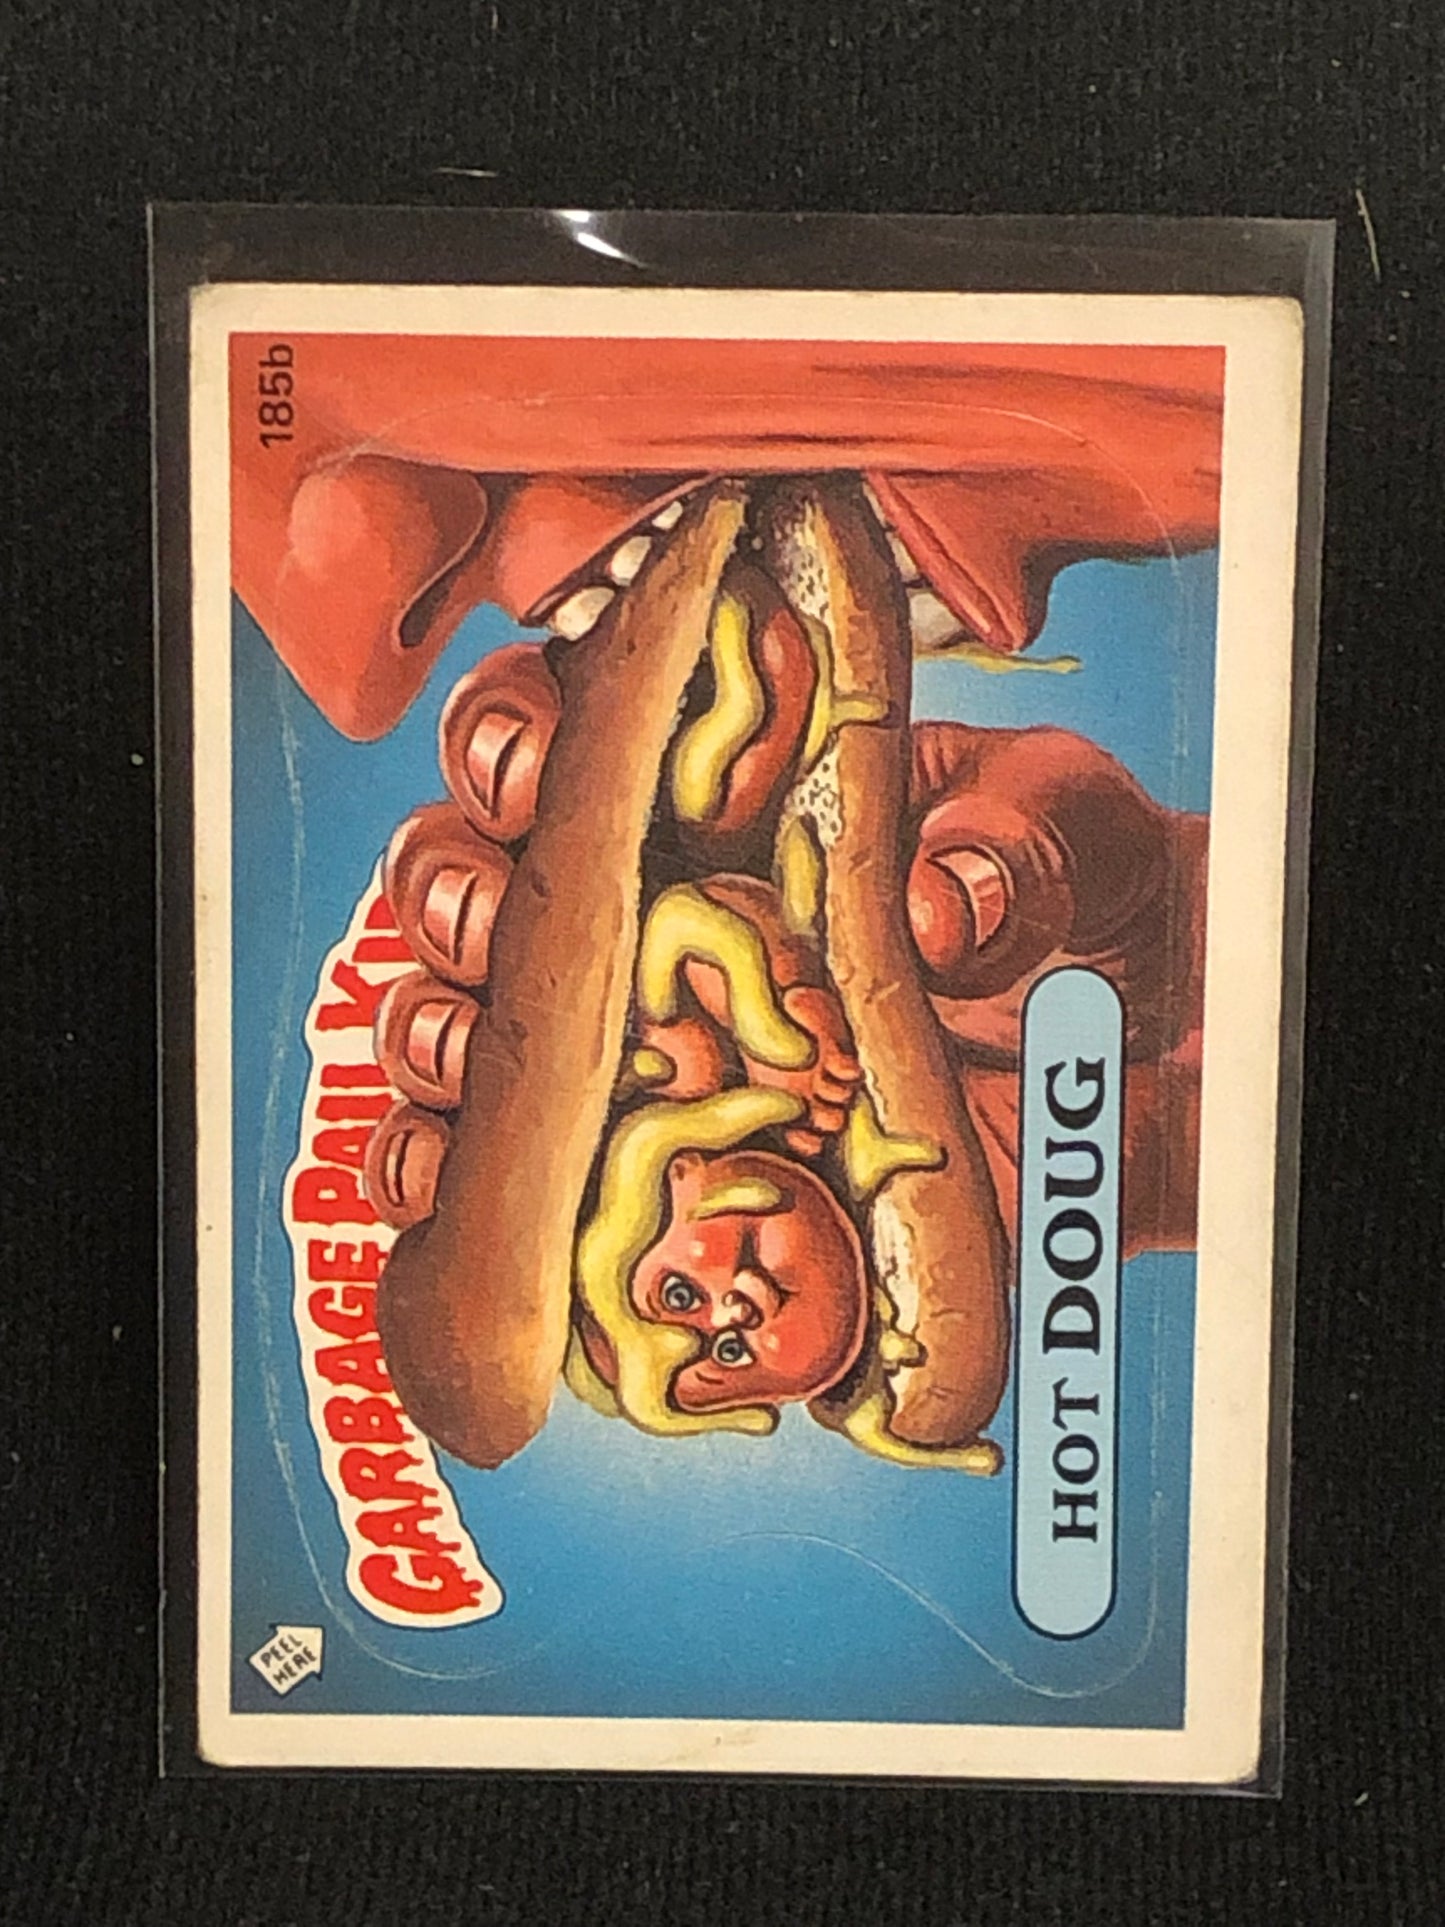 PEEL
HERE
GARBAGE PAIL KI
185b
HOT DOUG